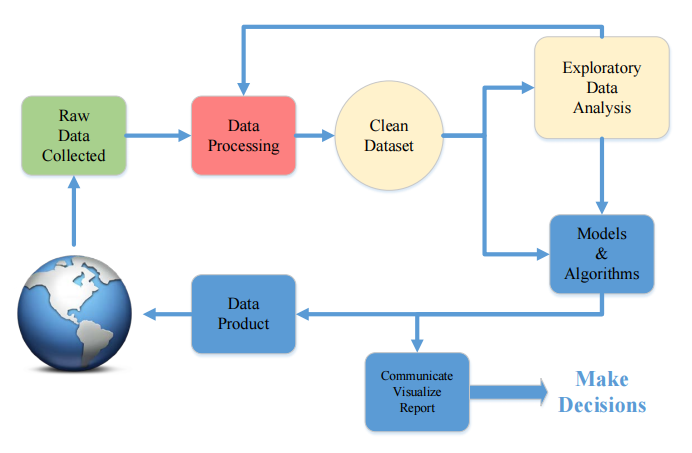 Raw
Data
Collected
Data
Processing
Clean
Dataset
Exploratory
Data
Analysis
Models
&
Algorithms
Data
Product
Communicate
Visualize
Report
Make
Decisions